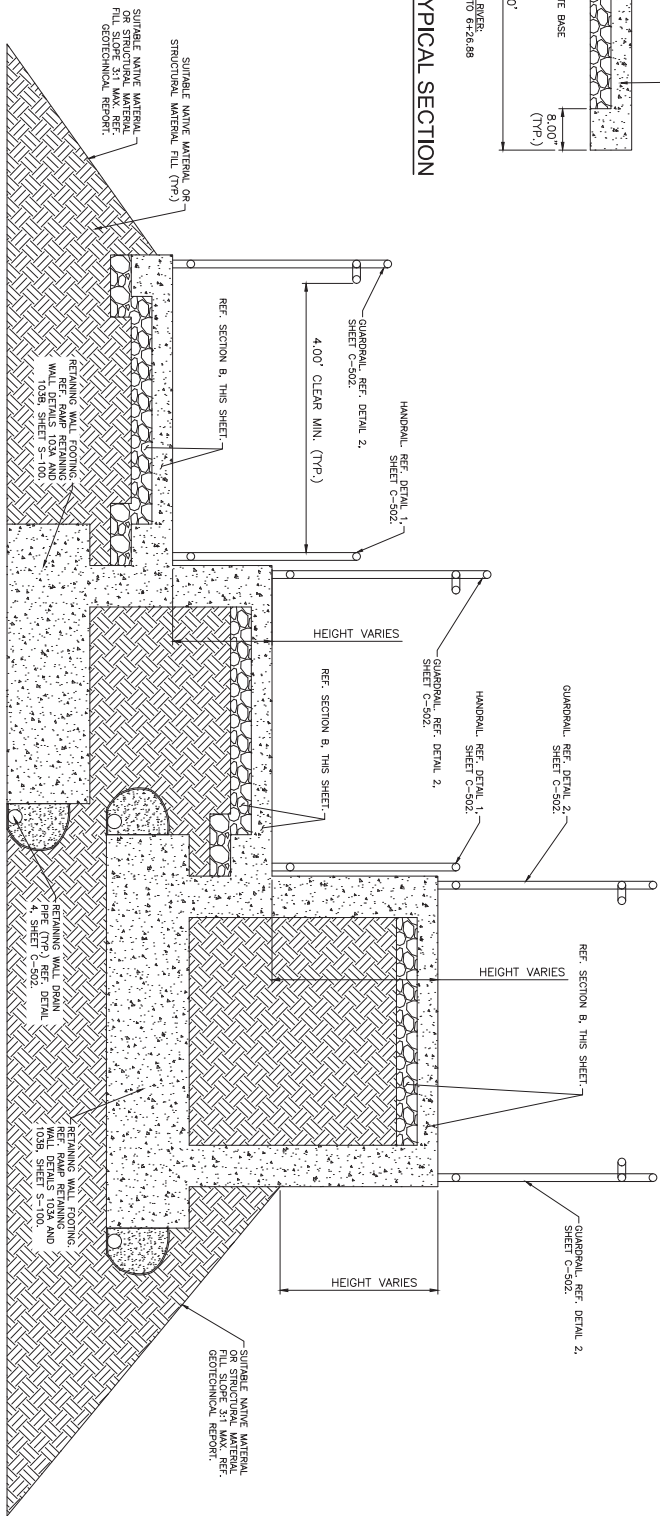 TE BASE
8.00"
(TYP.)
0'
RIVER:
TO 6+26.88
YPICAL SECTION
GUARDRAIL. REF. DETAIL 2,
SHEET C-502.
GUARDRAIL. REF. DETAIL 2,
SHEET C-502.
REF. SECTION B, THIS SHEET.
HANDRAIL. REF. DETAIL 1,
SHEET C-502.
GUARDRAIL. REF. DETAIL 2,
SHEET C-502.
HANDRAIL. REF. DETAIL 1,
SHEET C-502.
GUARDRAIL. REF. DETAIL 2,
SHEET C-502.
4.00' CLEAR MIN. (TYP.)
HEIGHT VARIES
HEIGHT VARIES
HEIGHT VARIES
REF. SECTION B, THIS SHEET.
REF. SECTION B, THIS SHEET.
SUITABLE NATIVE MATERIAL OR
STRUCTURAL MATERIAL FILL (TYP.)
SUITABLE NATIVE MATERIAL
OR STRUCTURAL MATERIAL
FILL SLOPE 3:1 MAX. REF.
GEOTECHNICAL REPORT.
SUITABLE NATIVE MATERIAL
OR STRUCTURAL MATERIAL
FILL SLOPE 3:1 MAX. REF.
GEOTECHNICAL REPORT.
RETAINING WALL FOOTING.
REF. RAMP RETAINING
WALL DETAILS 103A AND
103B, SHEET S-100.
RETAINING WALL DRAIN
PIPE (TYP.) REF. DETAIL
4, SHEET C-502.
RETAINING WALL FOOTING.
REF. RAMP RETAINING
WALL DETAILS 103A AND
103B, SHEET S-100.